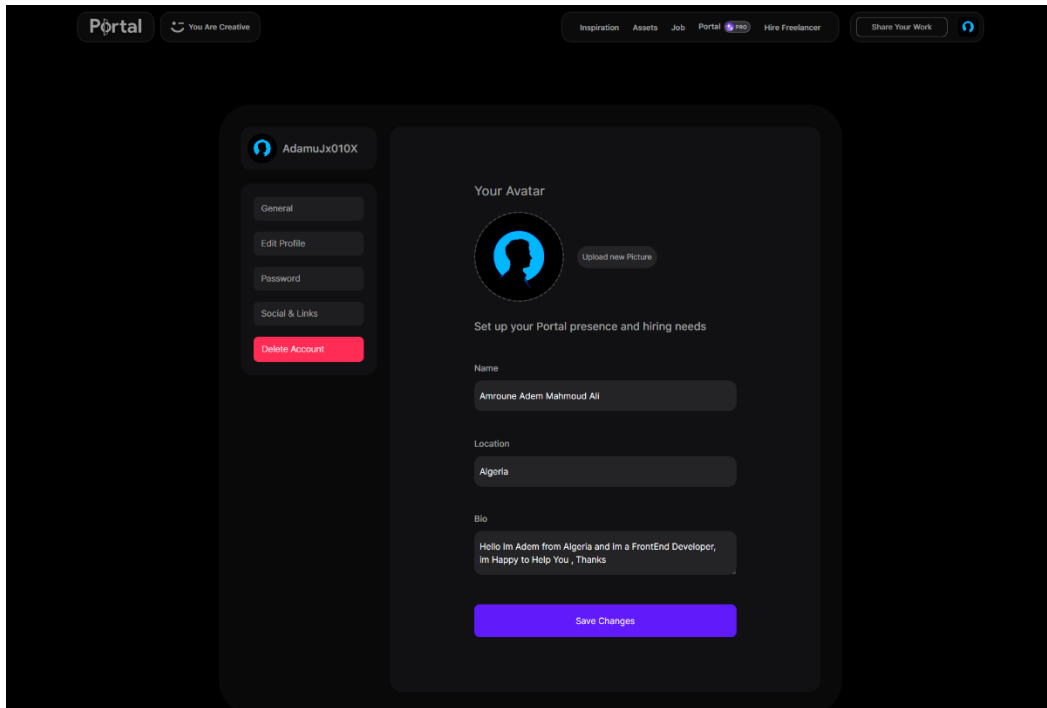 Portal
You Are Creative
Inspiration Assets Job Portal PRO Hire Freelancer
Share Your Work
AdamuJx010X
General
Edit Profile
Password
Social & Links
Delete Account
Your Avatar
Upload new Picture
Set up your Portal presence and hiring needs
Name
Amroune Adem Mahmoud Ali
Location
Algeria
Bio
Hello Im Adem from Algeria and im a FrontEnd Developer,
im Happy to Help You , Thanks
Save Changes